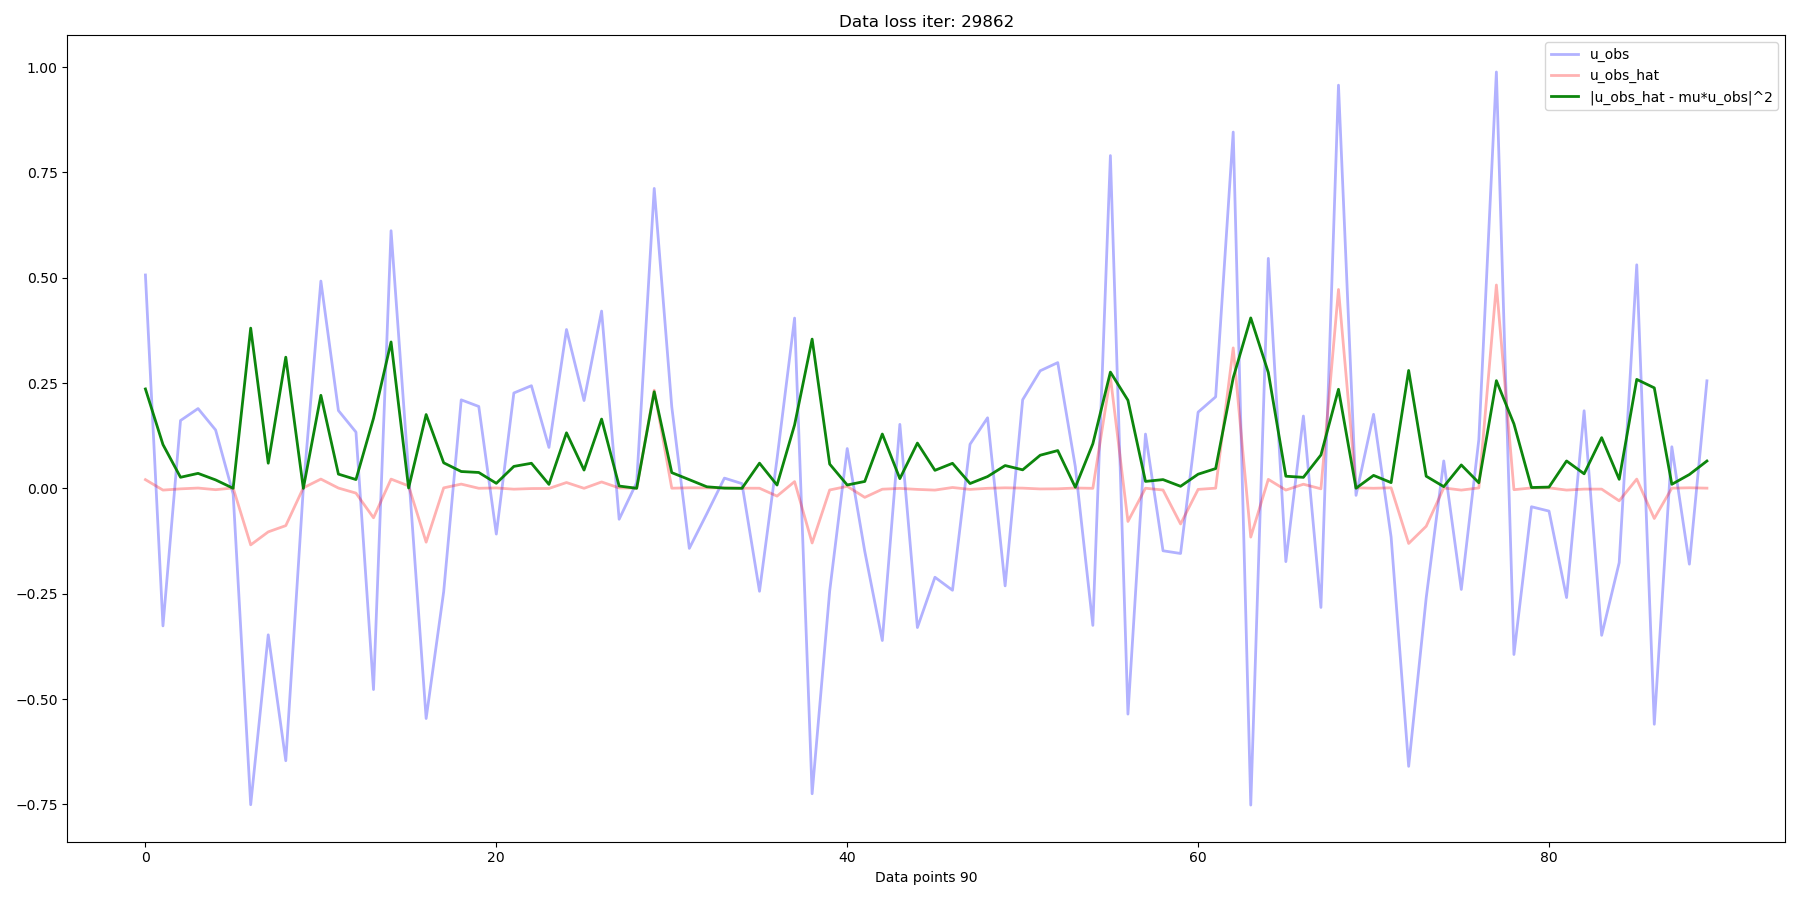 Data loss iter: 29862
u_obs
u_obs_hat
|u_obs_hat - mu*u_obs|^2
1.00
0.75
0.50
0.25
0.00
−0.25
−0.50
−0.75
0 20 40 60 80
Data points 90